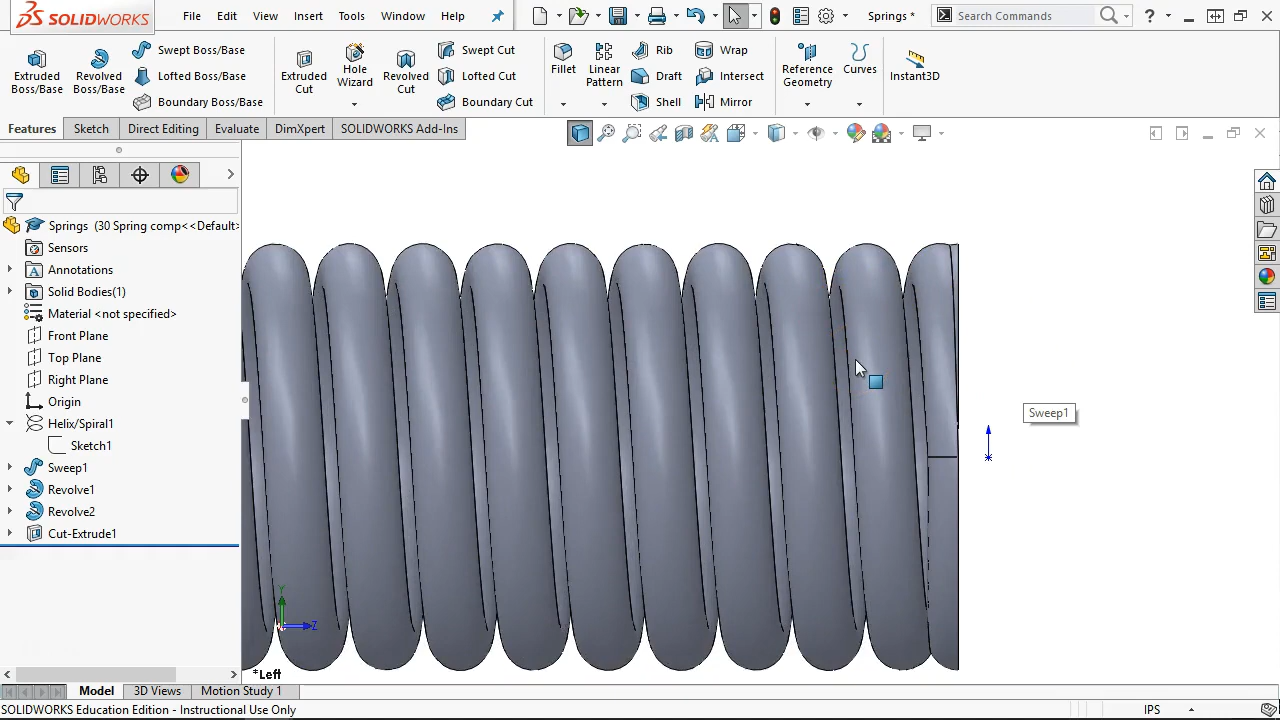 SOLIDWORKS File Edit View Insert Tools Window Help Springs * Search Commands ?
Extruded Boss/Base
Revolved Boss/Base
Swept Boss/Base
Lofted Boss/Base
Boundary Boss/Base
Extruded Cut
Hole Wizard
Revolved Cut
Swept Cut
Lofted Cut
Boundary Cut
Fillet
Linear Pattern
Rib
Draft
Shell
Wrap
Intersect
Mirror
Reference Geometry
Curves
Instant3D
Features Sketch Direct Editing Evaluate DimXpert SOLIDWORKS Add-Ins
Springs (30 Spring comp<<Default>
Sensors
Annotations
Solid Bodies(1)
Material <not specified>
Front Plane
Top Plane
Right Plane
Origin
Helix/Spiral1
Sketch1
Sweep1
Revolve1
Revolve2
Cut-Extrude1
Sweep1
Y
Z
*Left
Model 3D Views Motion Study 1
SOLIDWORKS Education Edition - Instructional Use Only IPS